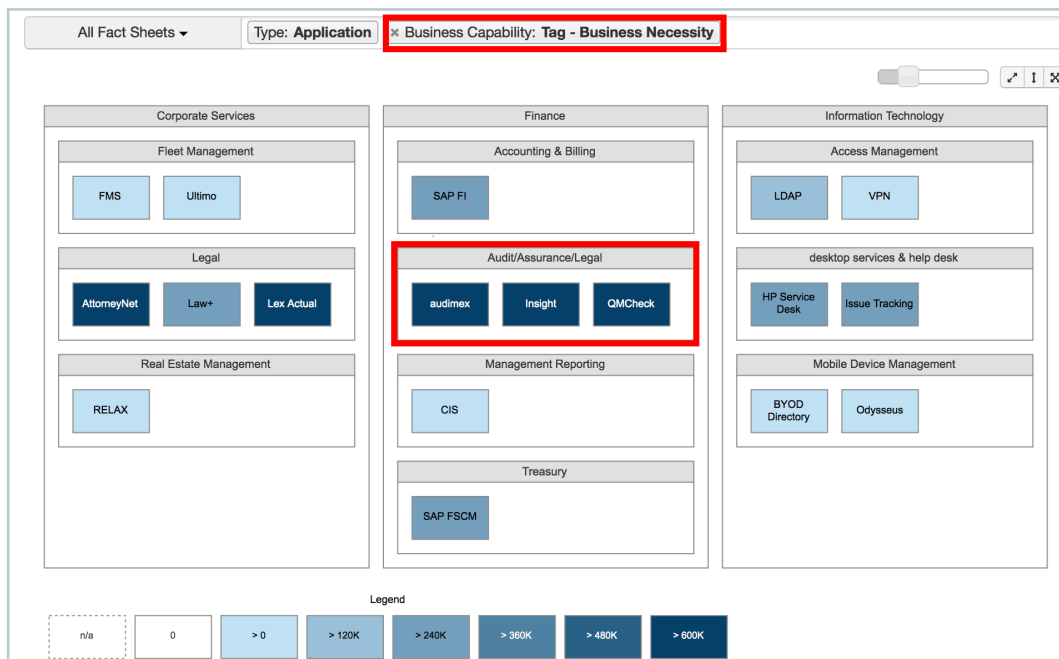 All Fact Sheets
Type: Application
× Business Capability: Tag - Business Necessity
Corporate Services
Fleet Management
FMS
Ultimo
Legal
AttorneyNet
Law+
Lex Actual
Real Estate Management
RELAX
Finance
Accounting & Billing
SAP FI
Audit/Assurance/Legal
audimex
Insight
QMCheck
Management Reporting
CIS
Treasury
SAP FSCM
Information Technology
Access Management
LDAP
VPN
desktop services & help desk
HP Service
Desk
Issue Tracking
Mobile Device Management
BYOD
Directory
Odysseus
Legend
n/a
0
> 0
> 120K
> 240K
> 360K
> 480K
> 600K